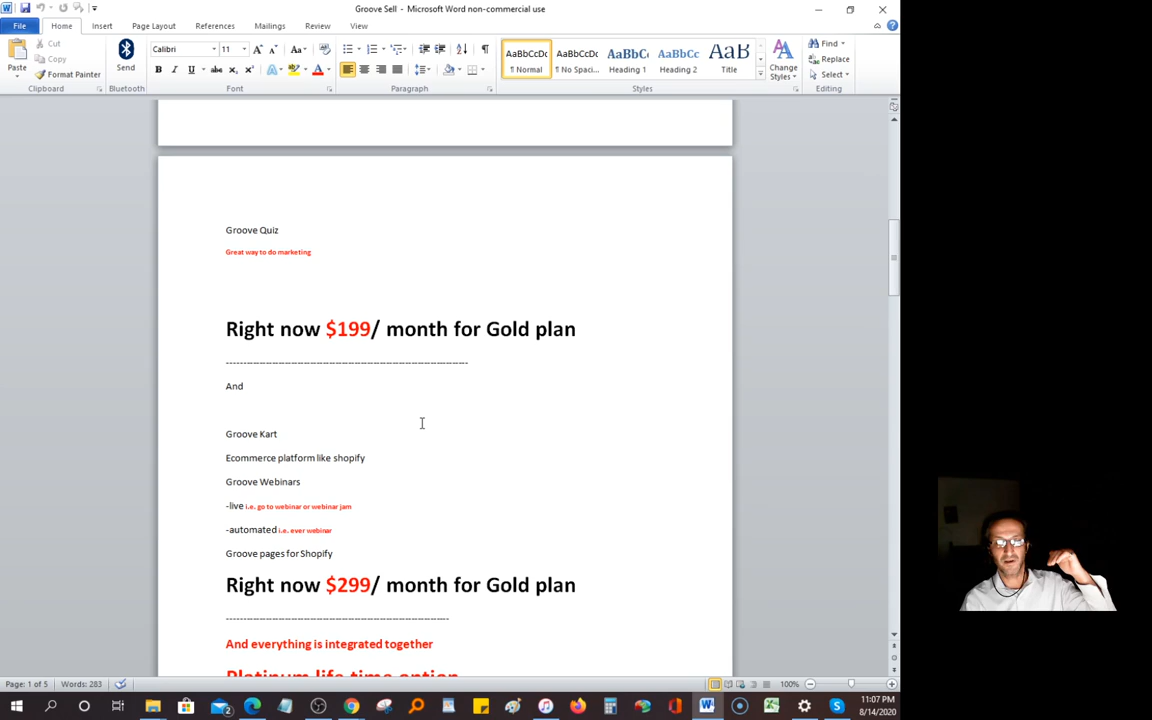 Groove Sell - Microsoft Word non-commercial use
File Home Insert Page Layout References Mailings Review View
Paste
Cut
Copy
Format Painter
Clipboard
Send
Bluetooth
Calibri 11
Font
Paragraph
AaBbCcDc AaBbCcDc AaBbCc AaBbCc AaB
¶ Normal ¶ No Spaci... Heading 1 Heading 2 Title
Styles
Change Styles
Find
Replace
Select
Editing
Groove Quiz
Great way to do marketing
Right now $199/ month for Gold plan
And
Groove Kart
Ecommerce platform like shopify
Groove Webinars
-live i.e. go to webinar or webinar jam
-automated i.e. ever webinar
Groove pages for Shopify
Right now $299/ month for Gold plan
And everything is integrated together
Platinum life time option
Page: 1 of 5 Words: 283 100%
11:07 PM
8/14/2020